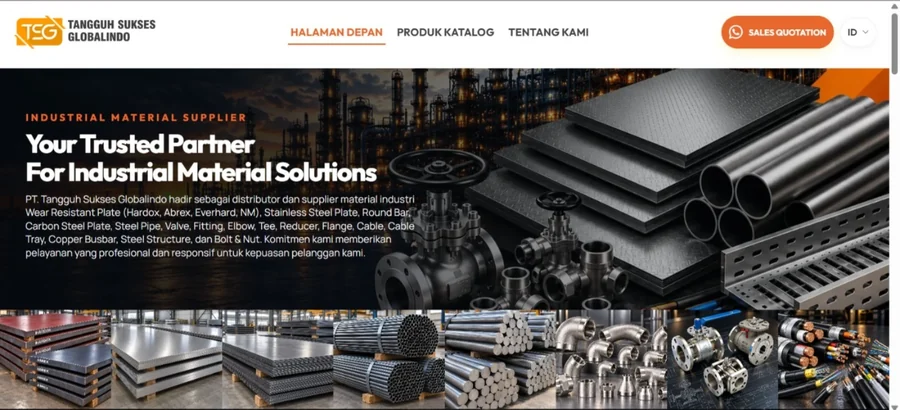 TSG TANGGUH SUKSES
GLOBALINDO
HALAMAN DEPAN PRODUK KATALOG TENTANG KAMI
SALES QUOTATION
ID
INDUSTRIAL MATERIAL SUPPLIER
Your Trusted Partner
For Industrial Material Solutions
PT. Tangguh Sukses Globalindo hadir sebagai distributor dan supplier material industri
Wear Resistant Plate (Hardox, Abrex, Everhard, NM), Stainless Steel Plate, Round Bar,
Carbon Steel Plate, Steel Pipe, Valve, Fitting, Elbow, Tee, Reducer, Flange, Cable, Cable
Tray, Copper Busbar, Steel Structure, dan Bolt & Nut. Komitmen kami memberikan
pelayanan yang profesional dan responsif untuk kepuasan pelanggan kami.